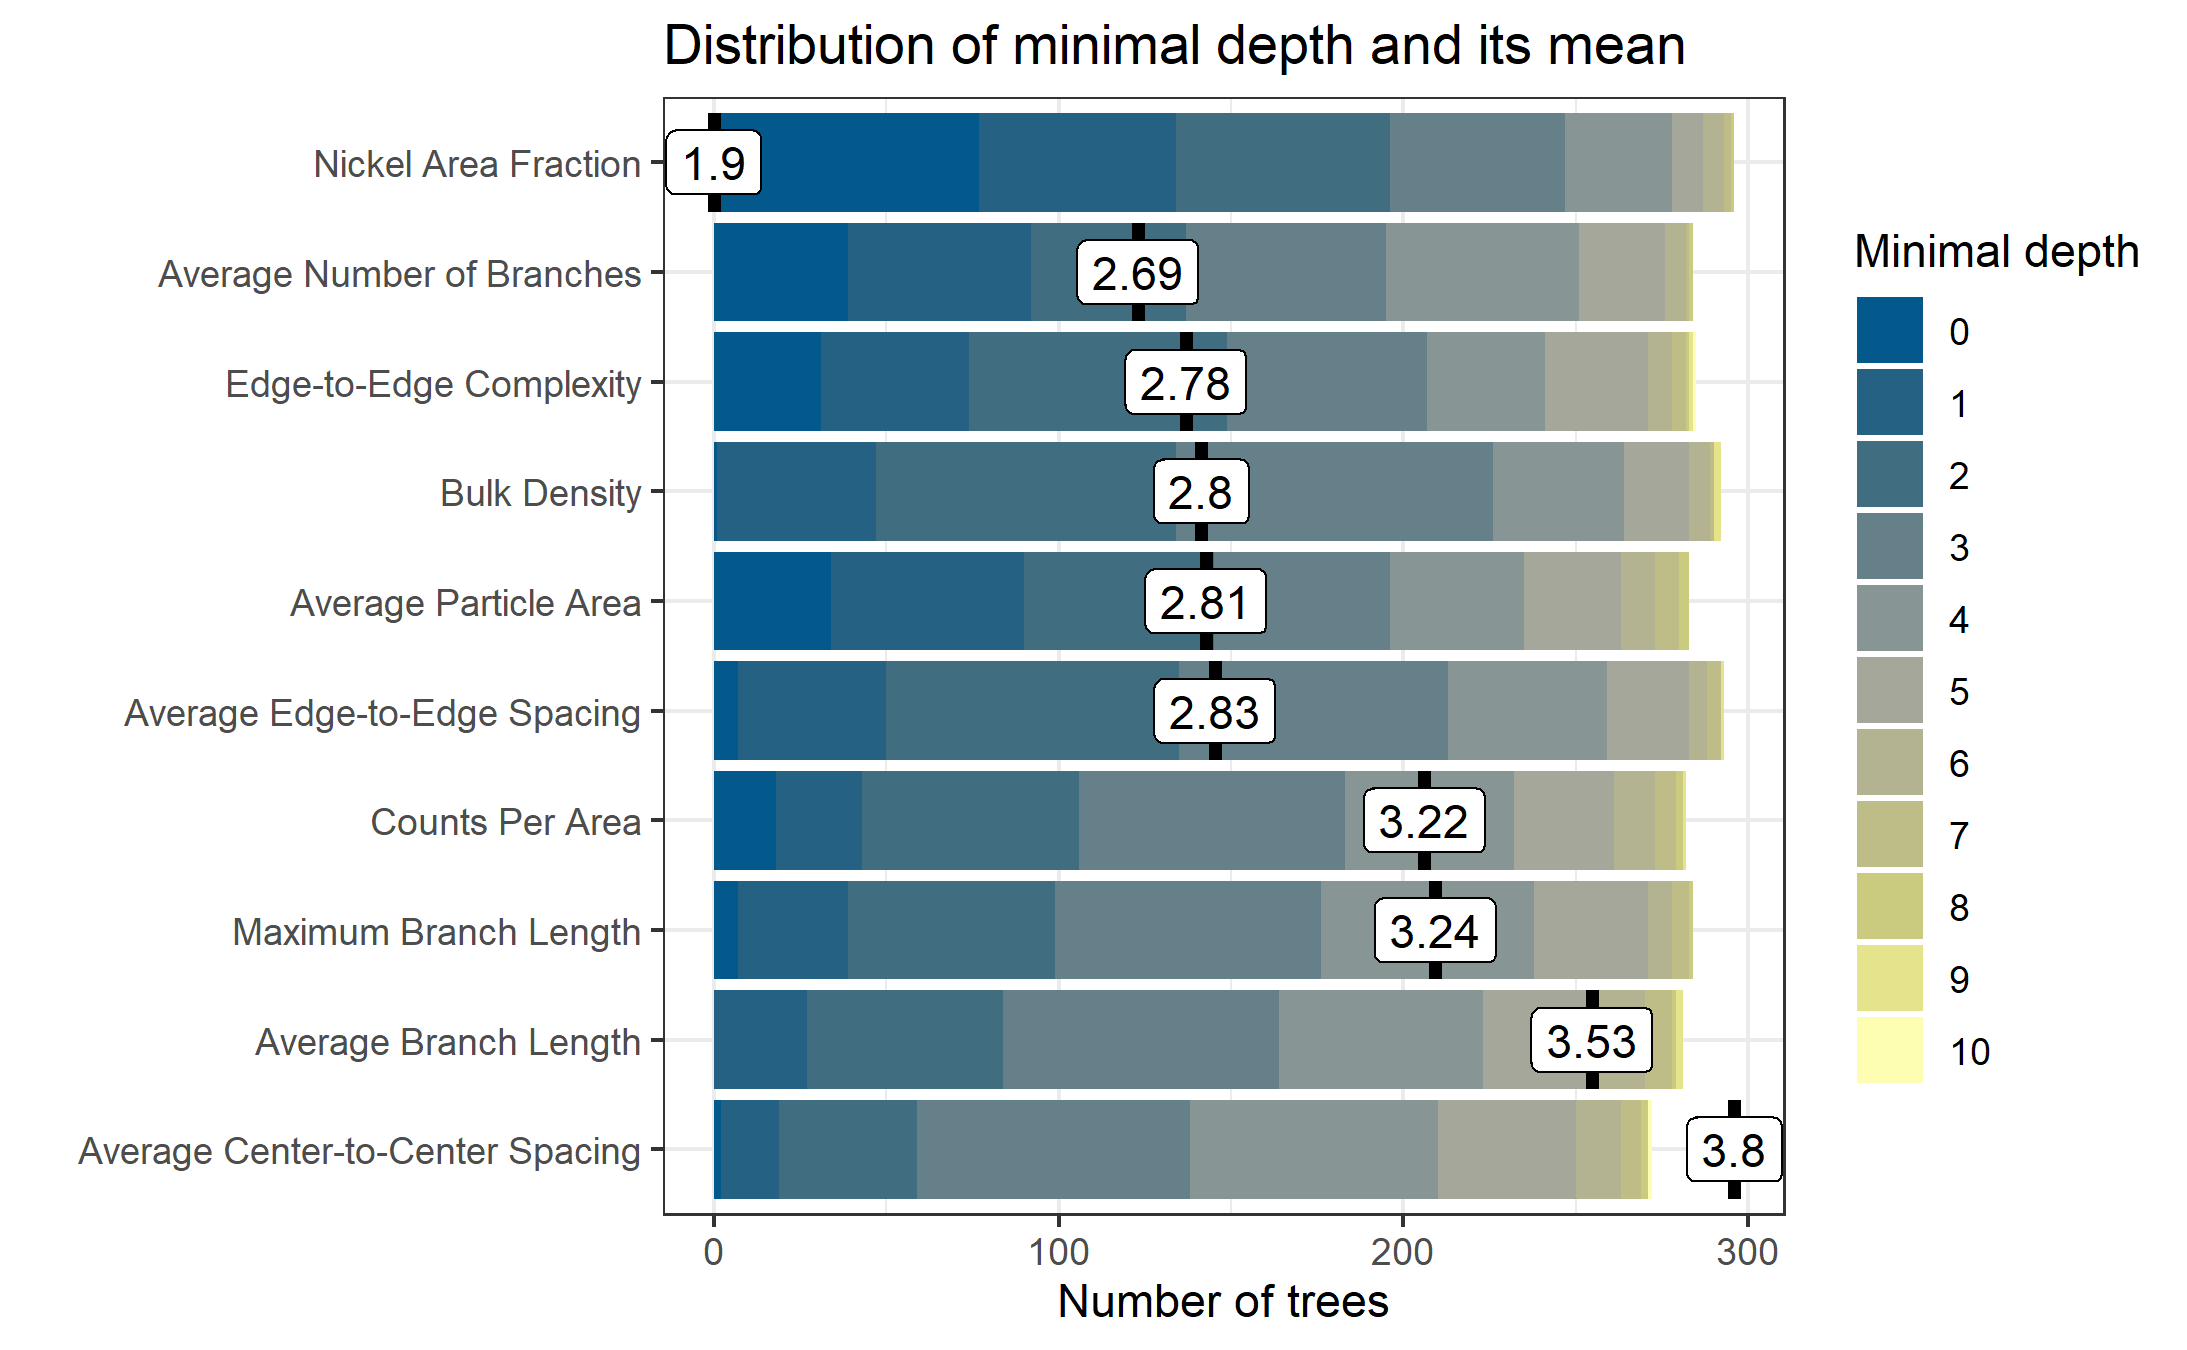 Distribution of minimal depth and its mean
Nickel Area Fraction
1.9
Average Number of Branches
2.69
Edge-to-Edge Complexity
2.78
Bulk Density
2.8
Average Particle Area
2.81
Average Edge-to-Edge Spacing
2.83
Counts Per Area
3.22
Maximum Branch Length
3.24
Average Branch Length
3.53
Average Center-to-Center Spacing
3.8
0
100
200
300
Number of trees
Minimal depth
0
1
2
3
4
5
6
7
8
9
10